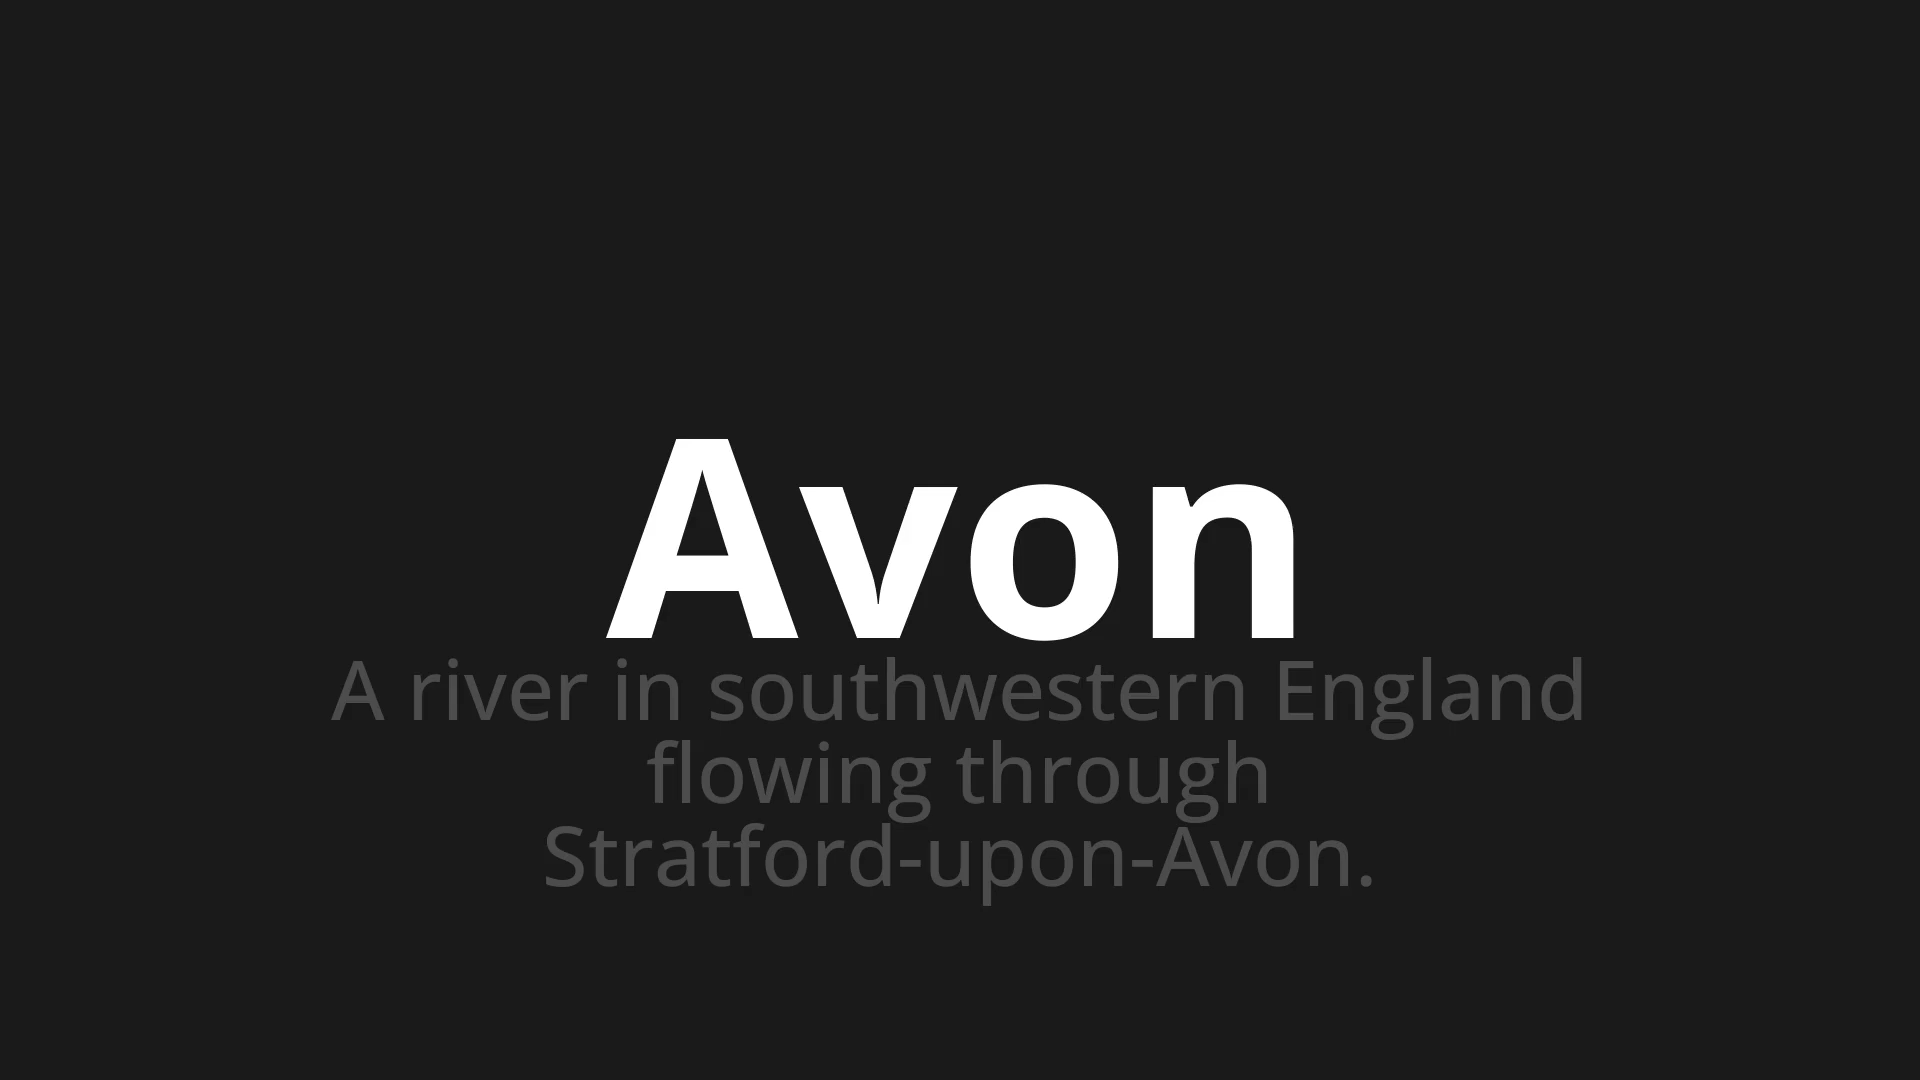 Avon
A river in southwestern England
flowing through
Stratford-upon-Avon.